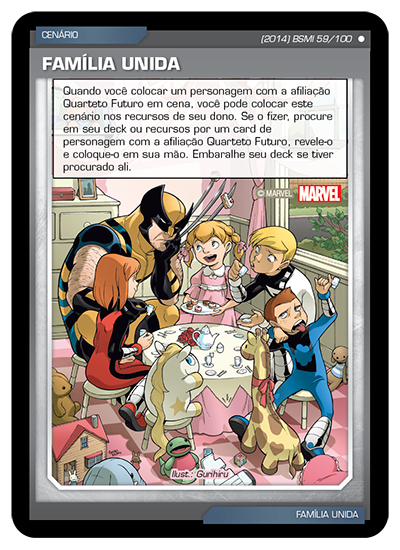 CENÁRIO
(2014) BSMI 59/100 ●
FAMÍLIA UNIDA
Quando você colocar um personagem com a afiliação
Quarteto Futuro em cena, você pode colocar este
cenário nos recursos de seu dono. Se o fizer, procure
em seu deck ou recursos por um card de
personagem com a afiliação Quarteto Futuro, revele-o
e coloque-o em sua mão. Embaralhe seu deck se tiver
procurado ali.
© MARVEL MARVEL
Ilust.: Gurihiru
FAMÍLIA UNIDA